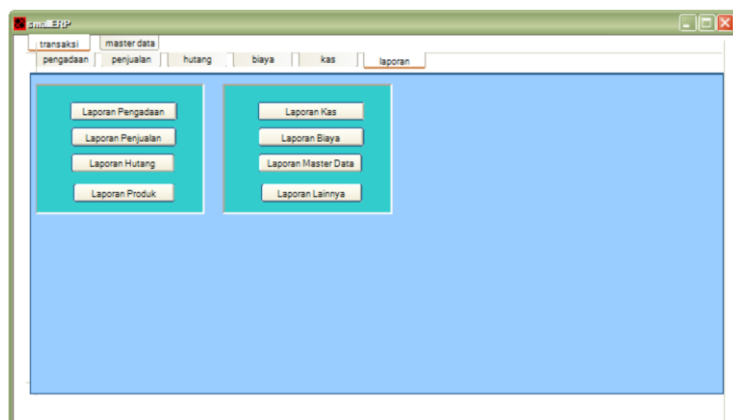 smallERP
transaksi master data
pengadaan penjualan hutang biaya kas laporan
Laporan Pengadaan Laporan Kas
Laporan Penjualan Laporan Biaya
Laporan Hutang Laporan Master Data
Laporan Produk Laporan Lainnya